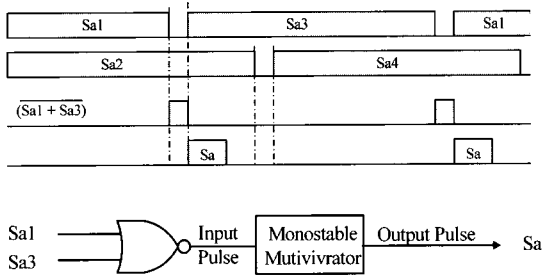 Sa1 Sa3 Sa1
Sa2 Sa4
(Sa1 + Sa3)
Sa Sa
Sa1 Input Monostable Output Pulse Sa
Sa3 Pulse Mutivivrator